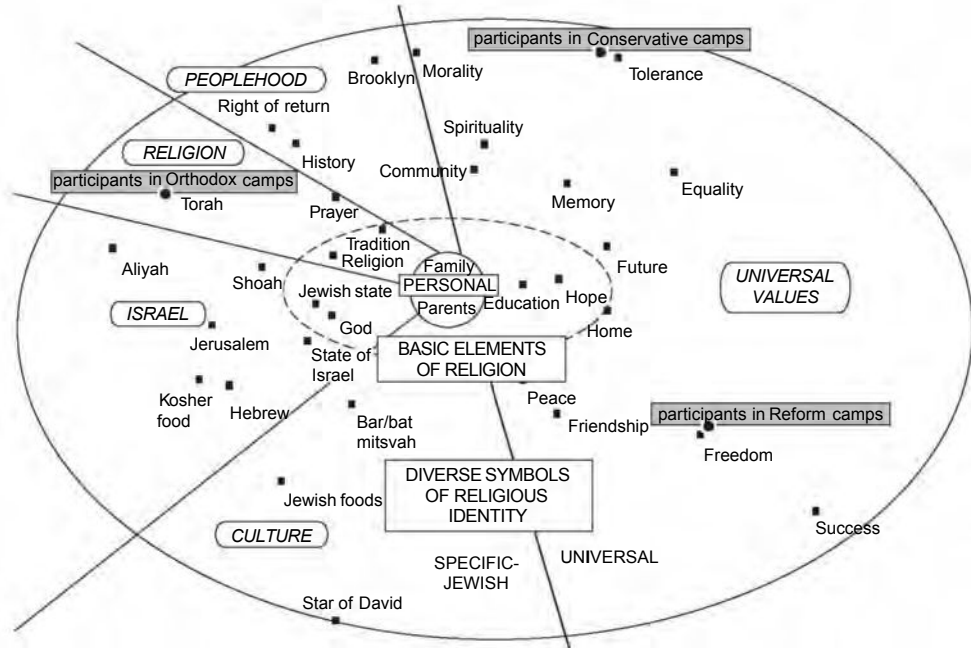 participants in Conservative camps
Tolerance
Brooklyn
Morality
PEOPLEHOOD
Right of return
Spirituality
RELIGION
History
Community
participants in Orthodox camps
Torah
Prayer
Memory
Equality
Tradition
Religion
Family
Future
Aliyah
Shoah
Jewish state
PERSONAL
Parents
Education
Hope
UNIVERSAL
VALUES
ISRAEL
God
Home
Jerusalem
State of
Israel
BASIC ELEMENTS
OF RELIGION
Kosher
food
Hebrew
Peace
Bar/bat
mitsvah
Friendship
participants in Reform camps
Freedom
DIVERSE SYMBOLS
OF RELIGIOUS
IDENTITY
Jewish foods
CULTURE
Success
SPECIFIC-
JEWISH
UNIVERSAL
Star of David